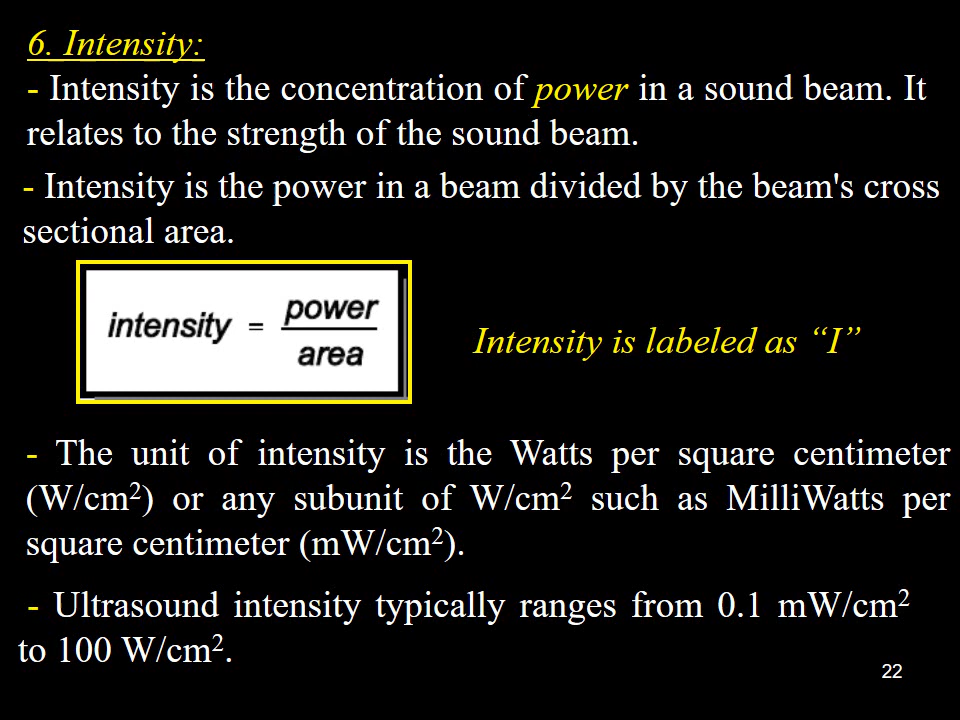 6. Intensity:
- Intensity is the concentration of power in a sound beam. It
relates to the strength of the sound beam.
- Intensity is the power in a beam divided by the beam's cross
sectional area.
intensity = power
area
Intensity is labeled as “I”
- The unit of intensity is the Watts per square centimeter
(W/cm²) or any subunit of W/cm² such as MilliWatts per
square centimeter (mW/cm²).
- Ultrasound intensity typically ranges from 0.1 mW/cm²
to 100 W/cm².
22